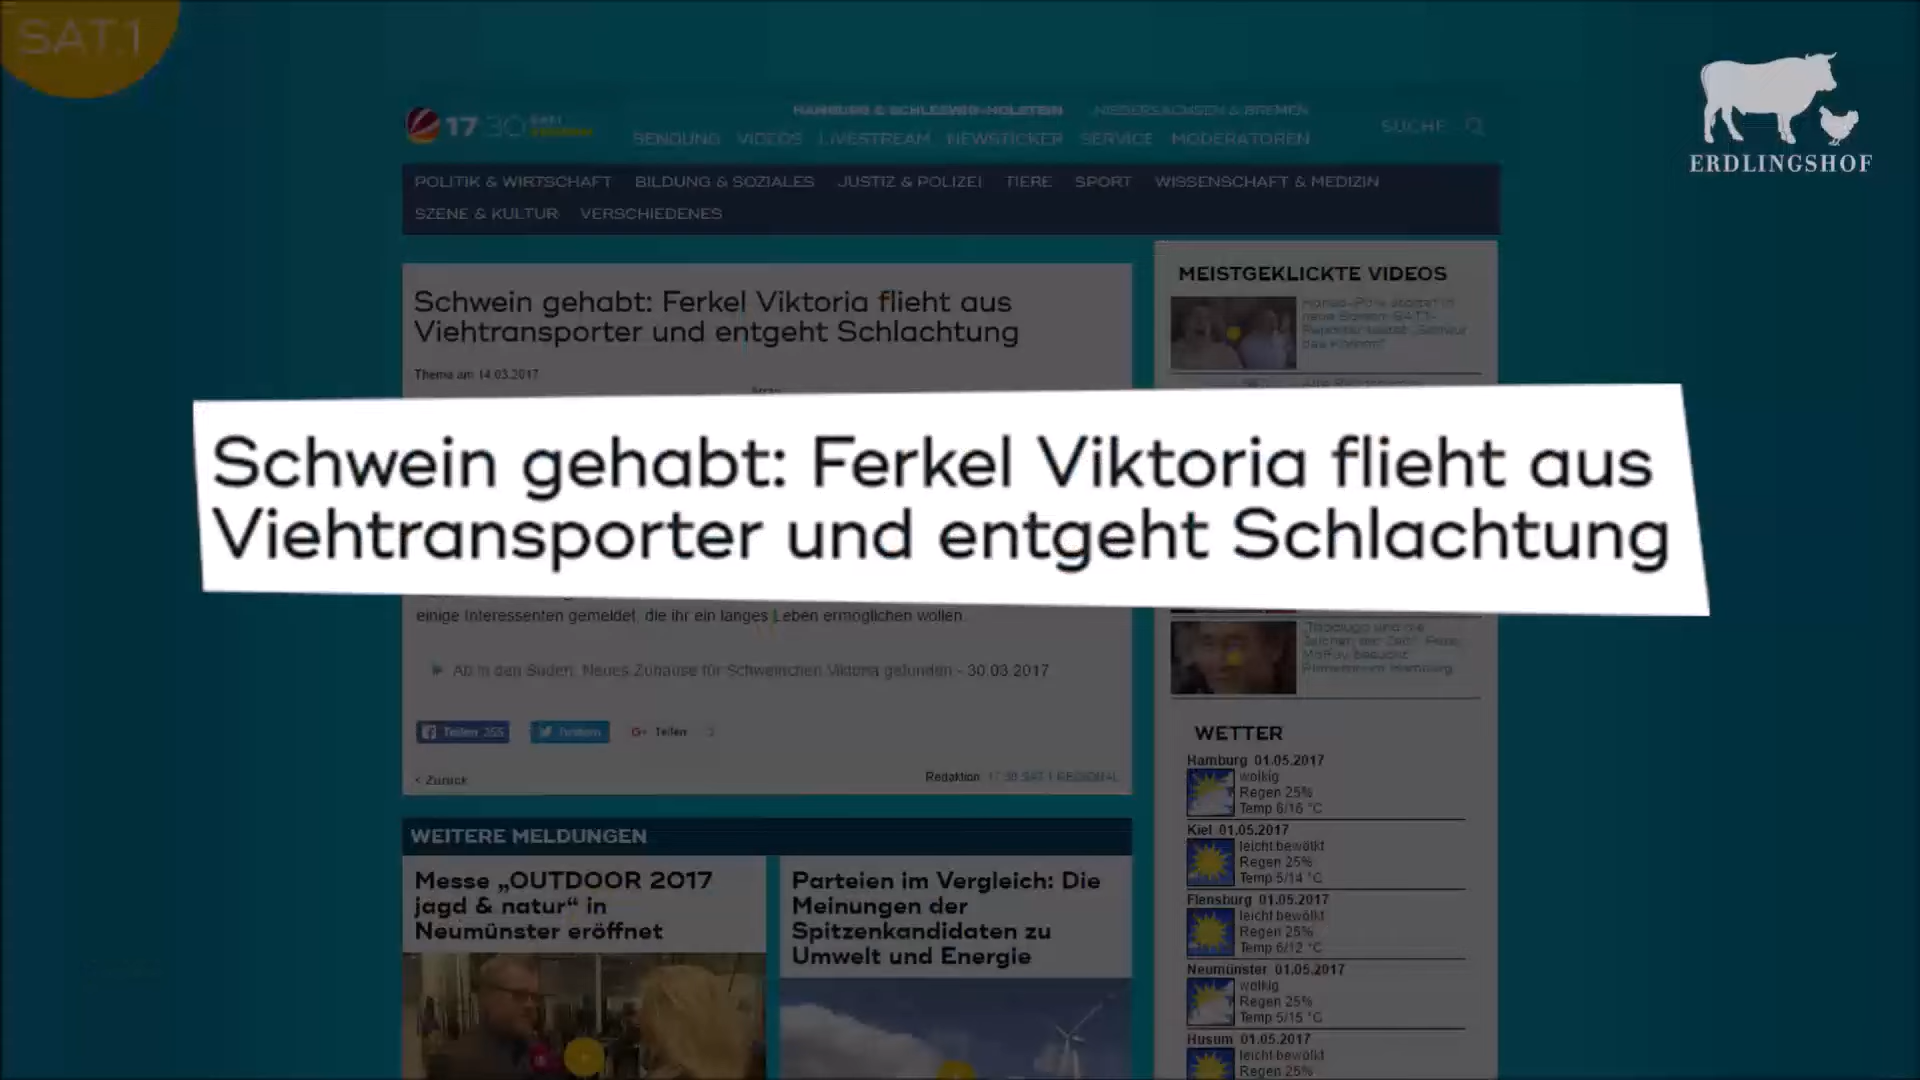 SAT.1
ERDLINGSHOF
17:30 SAT.1
HAMBURG & SCHLESWIG-HOLSTEIN NIEDERSACHSEN & BREMEN
SENDUNG VIDEOS LIVESTREAM NEWSTICKER SERVICE MODERATOREN
SUCHE
POLITIK & WIRTSCHAFT BILDUNG & SOZIALES JUSTIZ & POLIZEI TIERE SPORT WISSENSCHAFT & MEDIZIN
SZENE & KULTUR VERSCHIEDENES
Schwein gehabt: Ferkel Viktoria flieht aus
Viehtransporter und entgeht Schlachtung
Thema am 14.03.2017
Schwein gehabt: Ferkel Viktoria flieht aus
Viehtransporter und entgeht Schlachtung
einige Interessenten gemeldet, die ihr ein langes Leben ermöglichen wollen.
Ab in den Süden: Neues Zuhause für Schweinchen Viktoria gefunden - 30.03.2017
Teilen 255
Twittern
G+ Teilen
< Zurück
Redaktion: 17:30 SAT.1 REGIONAL
WEITERE MELDUNGEN
Messe „OUTDOOR 2017
jagd & natur“ in
Neumünster eröffnet
Parteien im Vergleich: Die
Meinungen der
Spitzenkandidaten zu
Umwelt und Energie
MEISTGEKLICKTE VIDEOS
WETTER
Hamburg 01.05.2017
wolkig
Regen 25%
Temp 6/16 °C
Kiel 01.05.2017
leicht bewölkt
Regen 25%
Temp 5/14 °C
Flensburg 01.05.2017
leicht bewölkt
Regen 25%
Temp 6/12 °C
Neumünster 01.05.2017
wolkig
Regen 25%
Temp 5/15 °C
Husum 01.05.2017
leicht bewölkt
Regen 25%